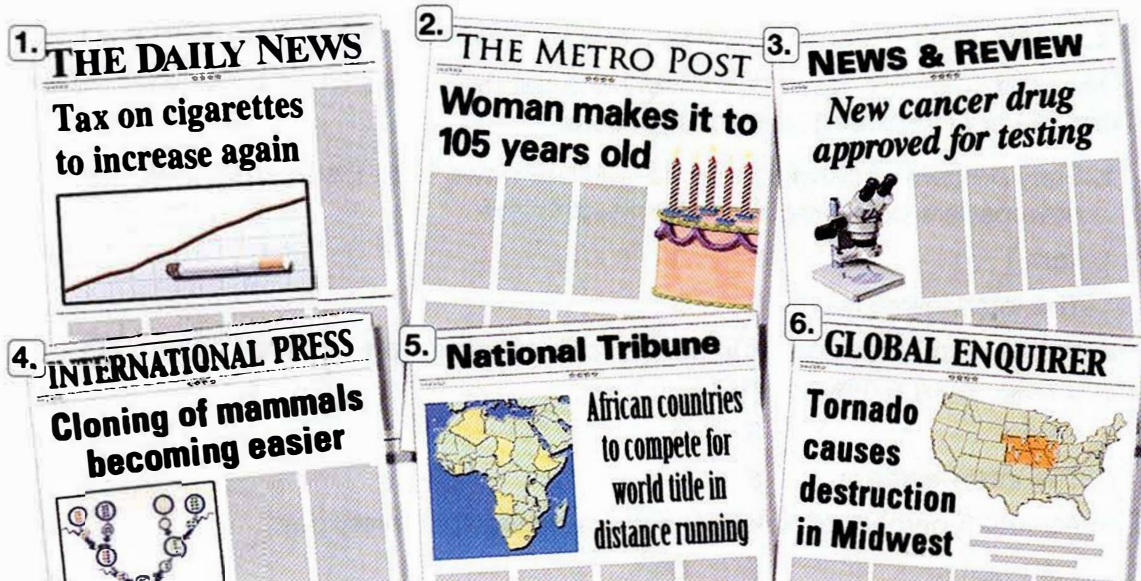 1.
THE DAILY NEWS
Tax on cigarettes
to increase again
2.
THE METRO POST
Woman makes it to
105 years old
3.
NEWS & REVIEW
New cancer drug
approved for testing
4.
INTERNATIONAL PRESS
Cloning of mammals
becoming easier
5.
National Tribune
African countries
to compete for
world title in
distance running
6.
GLOBAL ENQUIRER
Tornado
causes
destruction
in Midwest